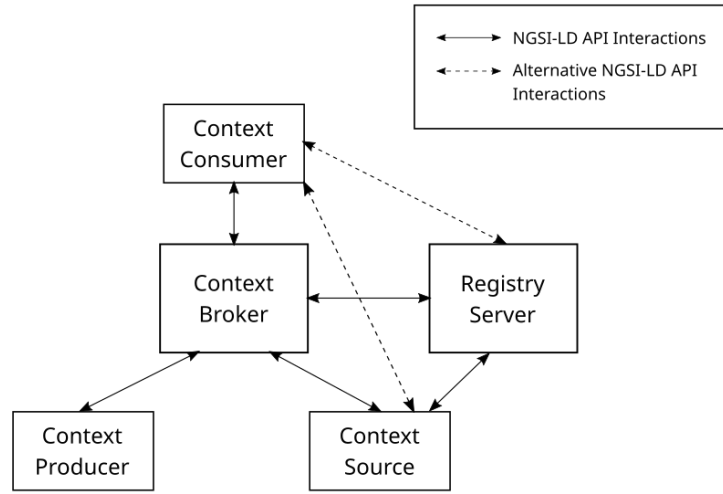 NGSI-LD API Interactions
Alternative NGSI-LD API
Interactions
Context
Consumer
Context
Broker
Registry
Server
Context
Producer
Context
Source